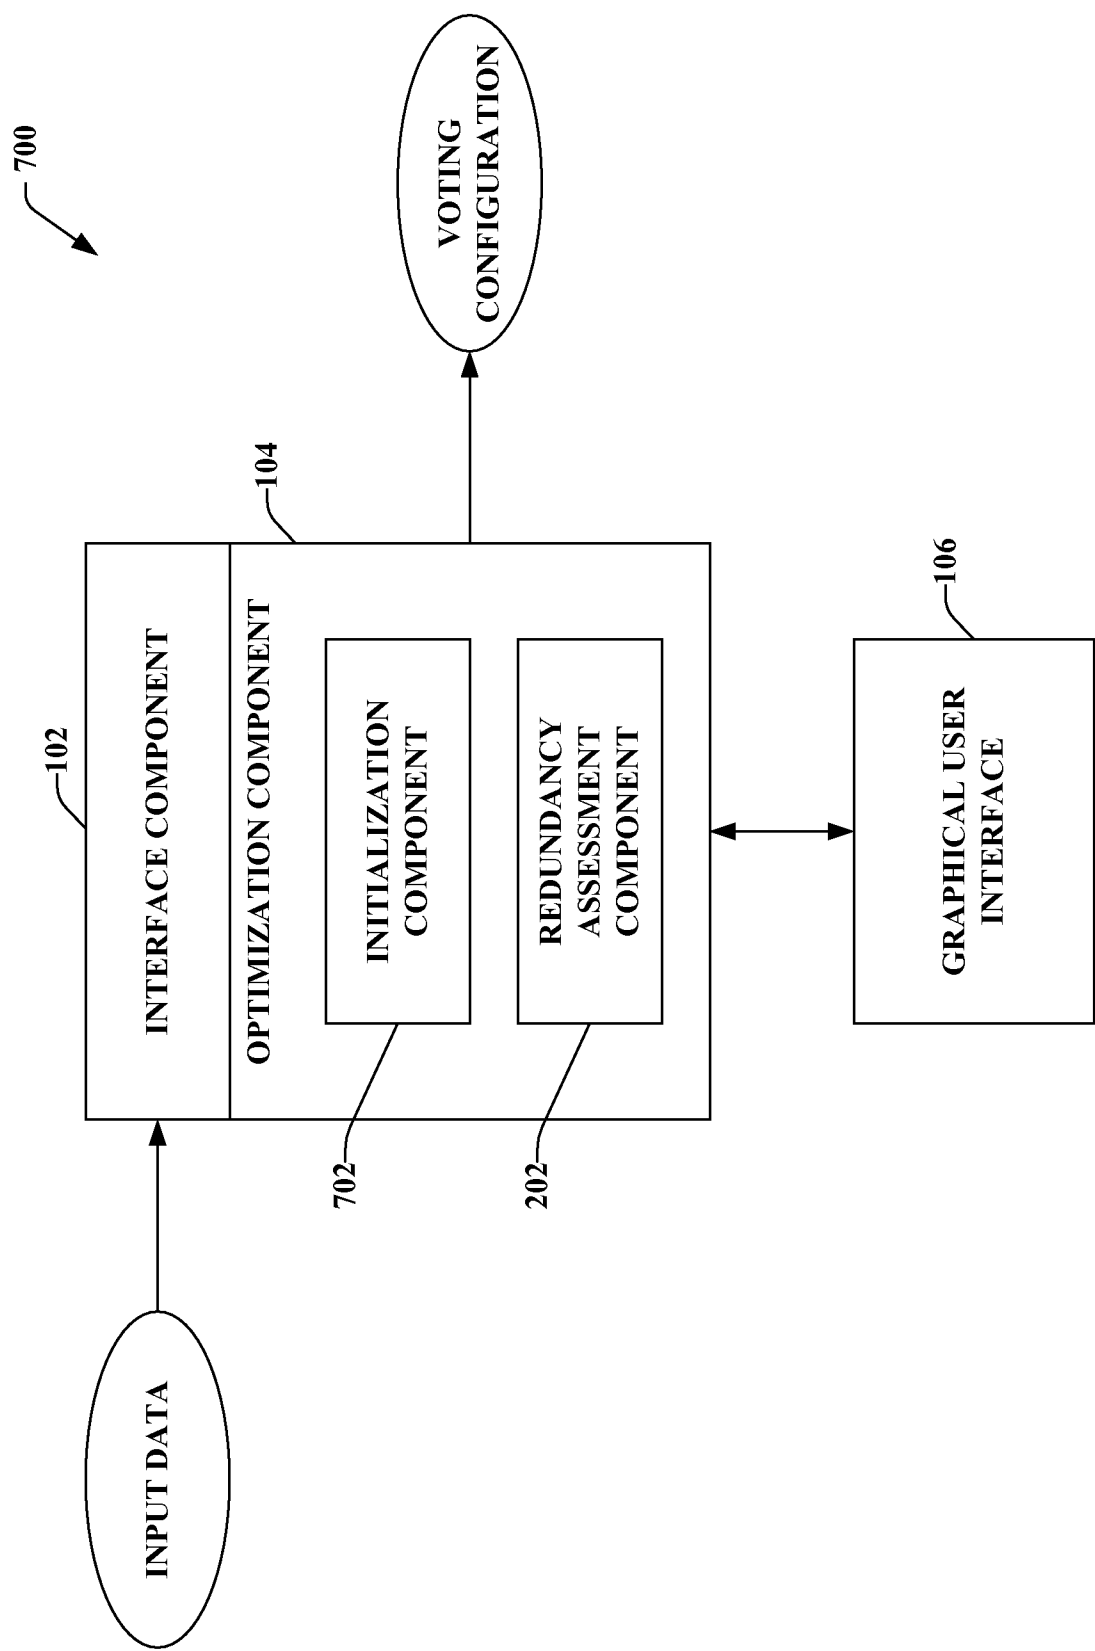 700
102
INTERFACE COMPONENT
INPUT DATA
104
OPTIMIZATION COMPONENT
VOTING
CONFIGURATION
INITIALIZATION
COMPONENT
702
REDUNDANCY
ASSESSMENT
COMPONENT
202
106
GRAPHICAL USER
INTERFACE